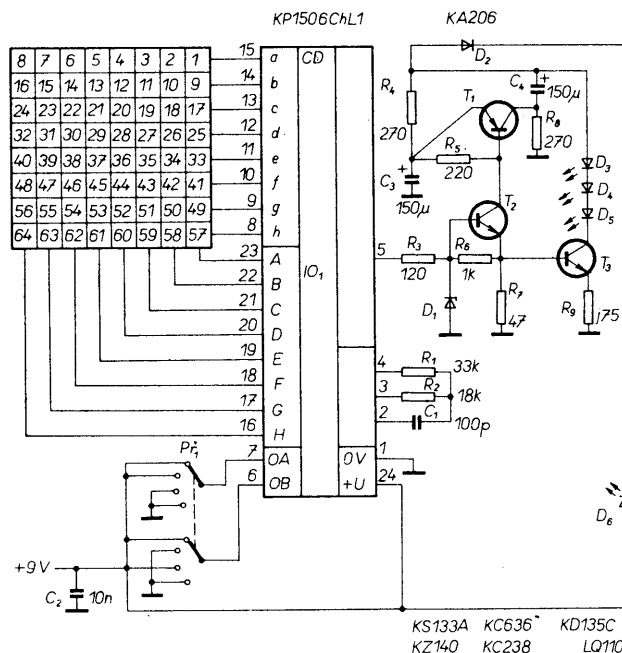 KP1506ChL1
KA206
8 7 6 5 4 3 2 1
16 15 14 13 12 11 10 9
24 23 22 21 20 19 18 17
32 31 30 29 28 27 26 25
40 39 38 37 36 35 34 33
48 47 46 45 44 43 42 41
56 55 54 53 52 51 50 49
64 63 62 61 60 59 58 57
15 a
14 b
13 c
12 d
11 e
10 f
9 g
8 h
23 A
22 B
21 C
20 D
19 E
18 F
17 G
16 H
7 OA
6 OB
CD
IO1
5
4
3
2
OV 1
+U 24
D2
R4
270
C3
150µ
R5
220
T1
C4 +
150µ
R8
270
T2
R3
120
R6
1k
D1
R7
47
D3
D4
D5
T3
R9
175
R1 33k
R2 18k
C1 100p
Př1
+9V
C2 10n
D6
KS133A KC636 KD135C
KZ140 KC238 LQ110